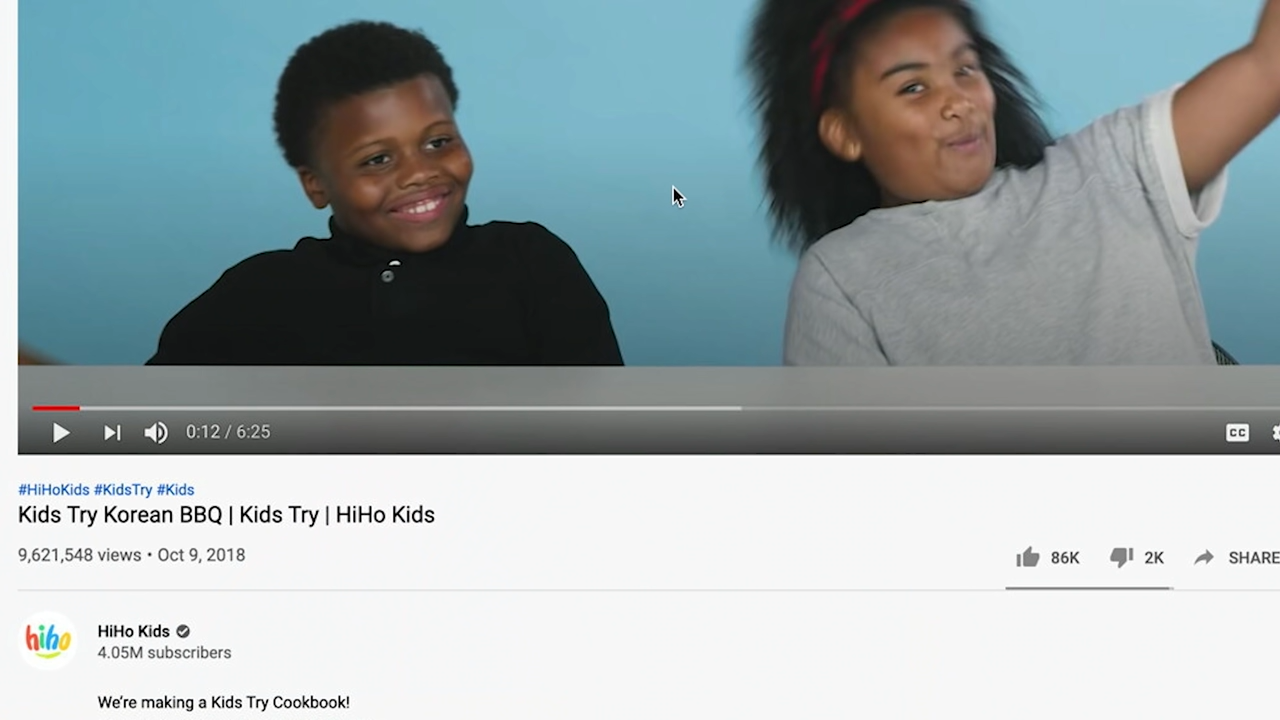 0:12 / 6:25
CC
#HiHoKids #KidsTry #Kids
Kids Try Korean BBQ | Kids Try | HiHo Kids
9,621,548 views • Oct 9, 2018
86K
2K
SHARE
hiho
HiHo Kids
4.05M subscribers
We’re making a Kids Try Cookbook!